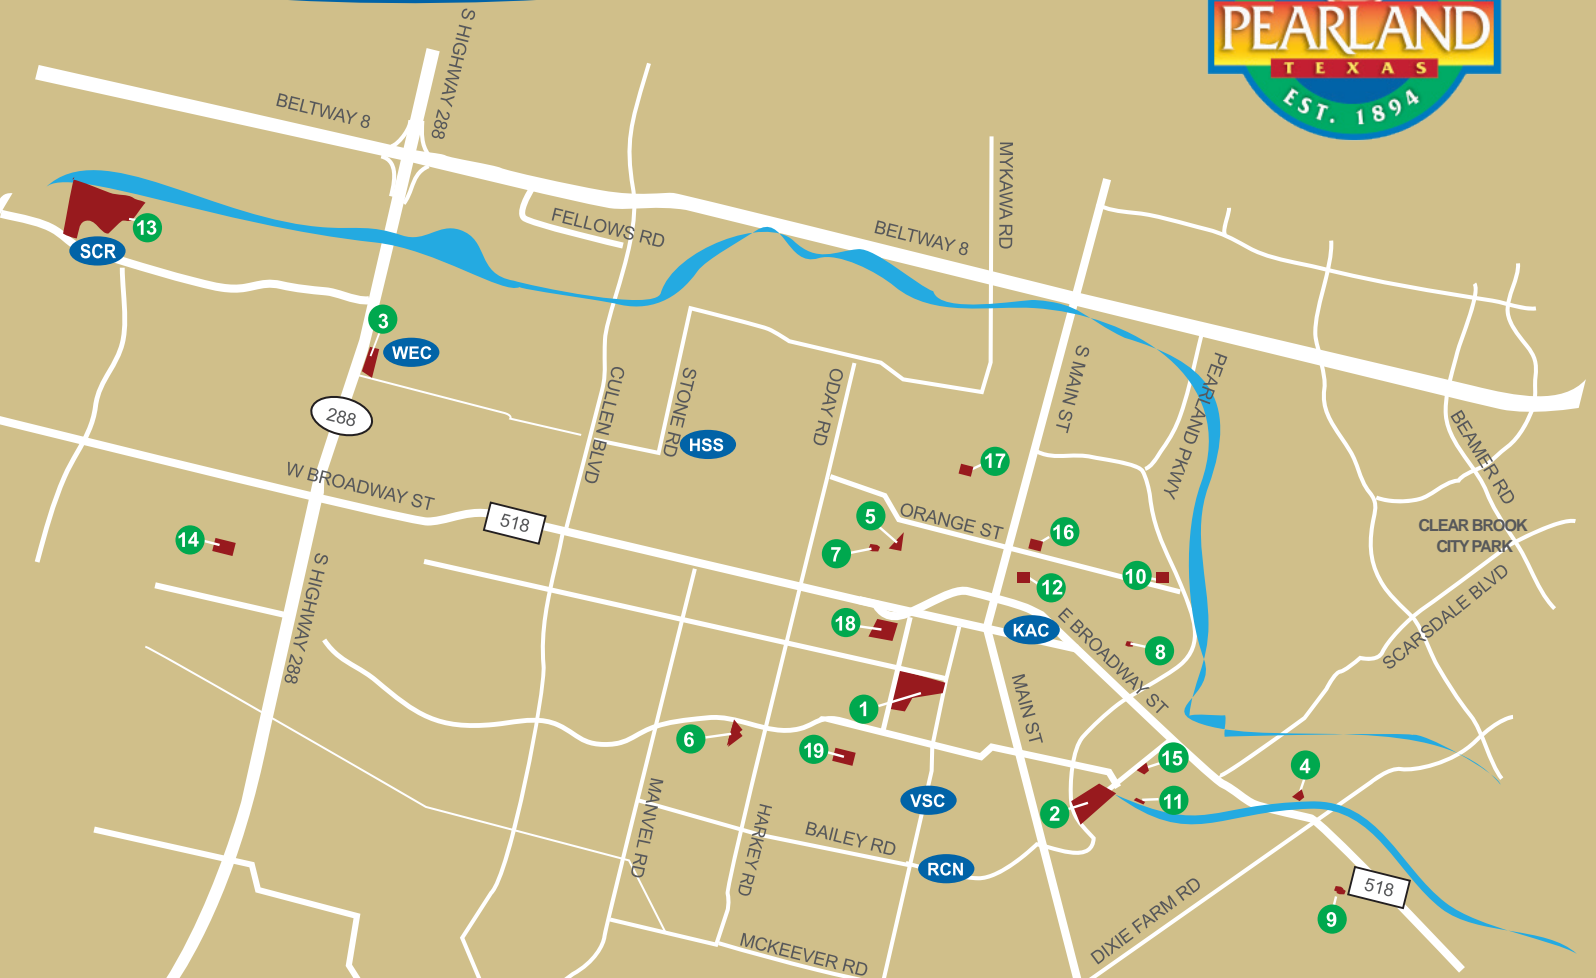 PEARLAND
TEXAS
EST. 1894
S HIGHWAY 288
BELTWAY 8
MYKAWA RD
FELLOWS RD
BELTWAY 8
13
SCR
3
WEC
288
CULLEN BLVD
STONE RD
ODAY RD
S MAIN ST
PEARLAND PKWY
BEAMER RD
HSS
17
W BROADWAY ST
518
ORANGE ST
5
7
16
14
12
10
CLEAR BROOK
CITY PARK
SCARSDALE BLVD
S HIGHWAY 288
18
KAC
E BROADWAY ST
8
1
MAIN ST
6
19
15
4
VSC
2
11
MANVEL RD
HARKEY RD
BAILEY RD
RCN
518
9
DIXIE FARM RD
MCKEEVER RD